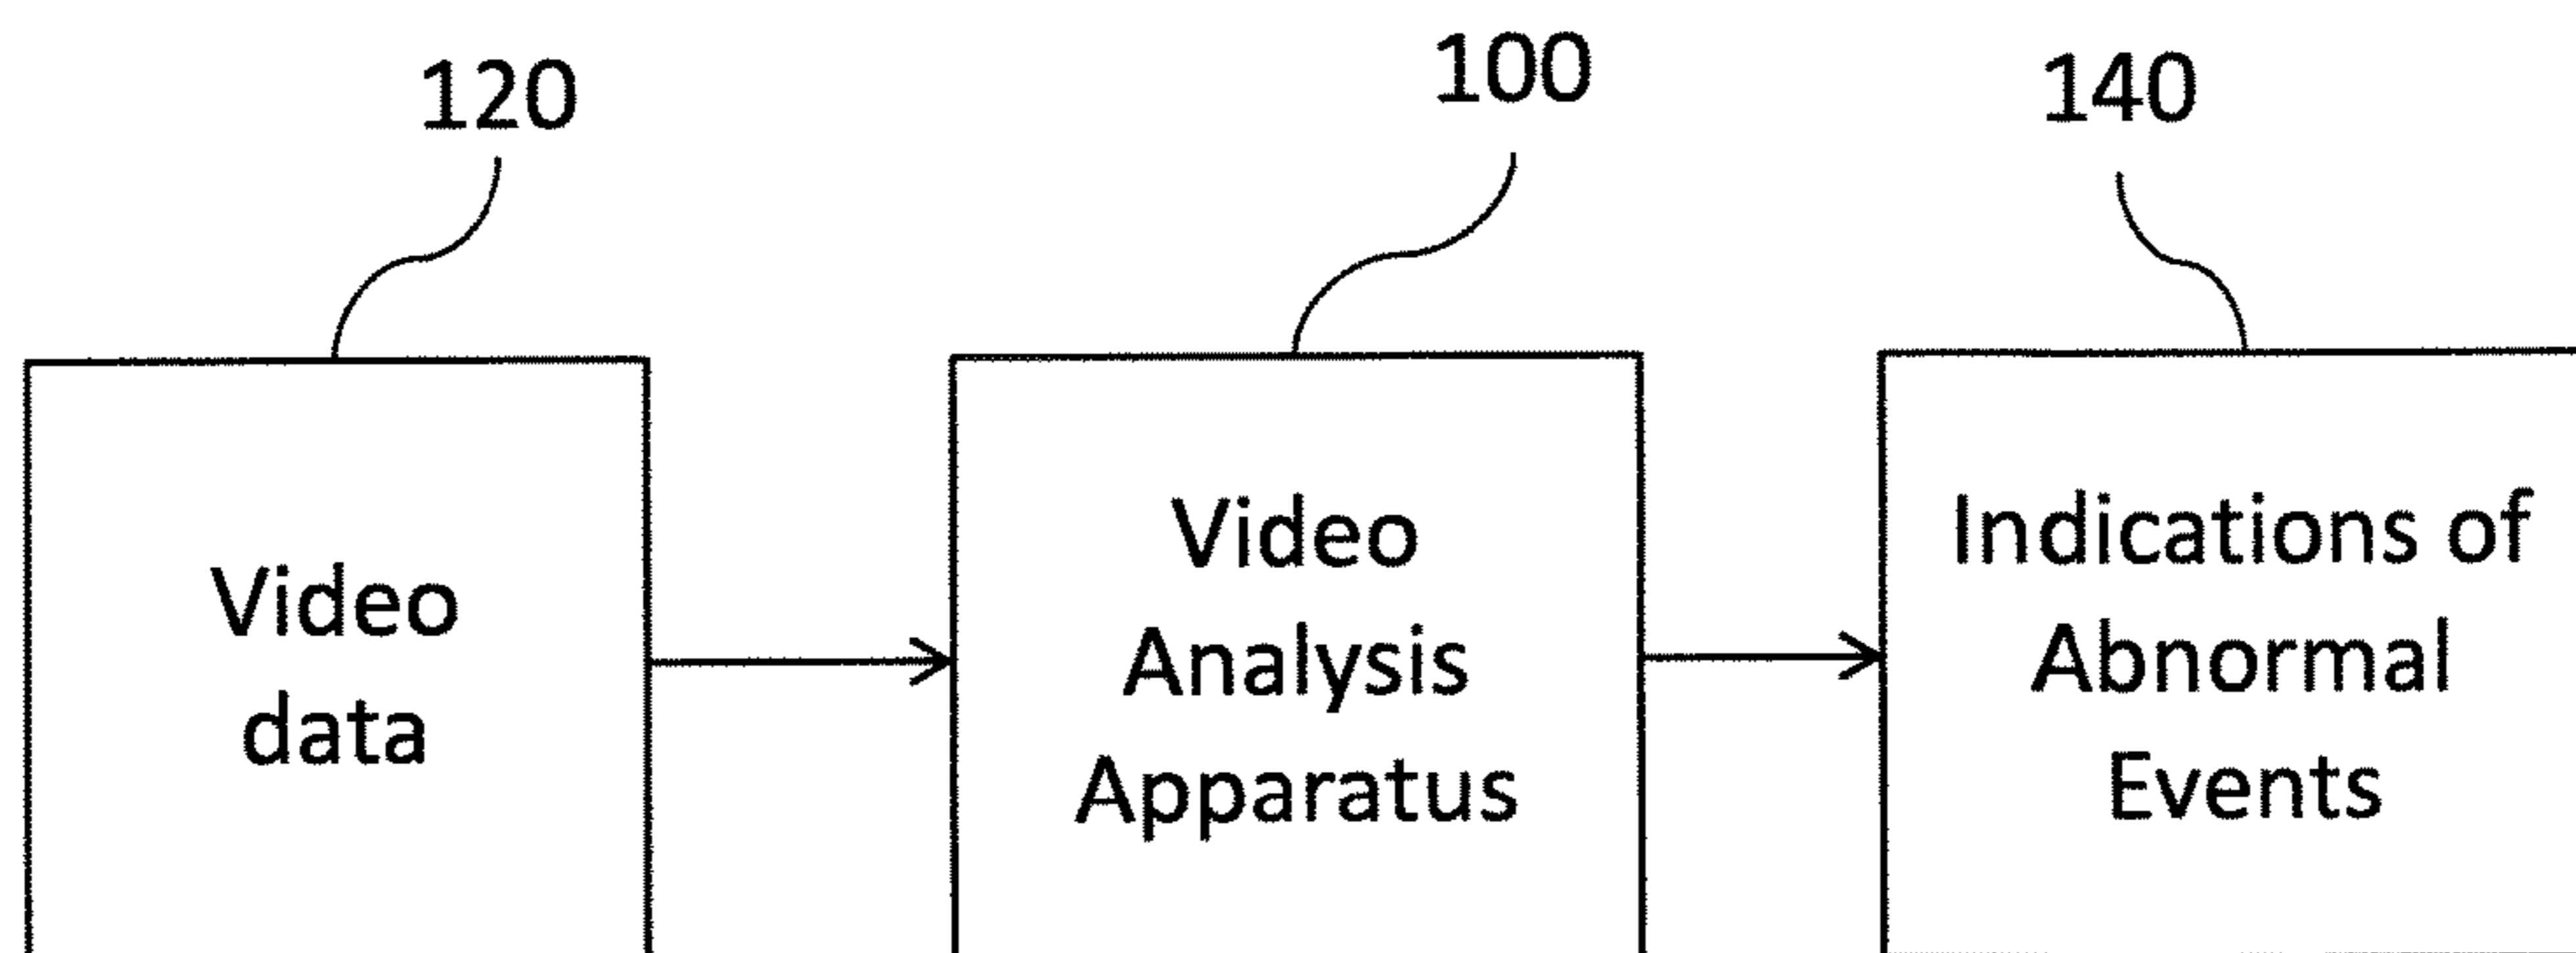 120
100
140
Video
data
Video
Analysis
Apparatus
Indications of
Abnormal
Events